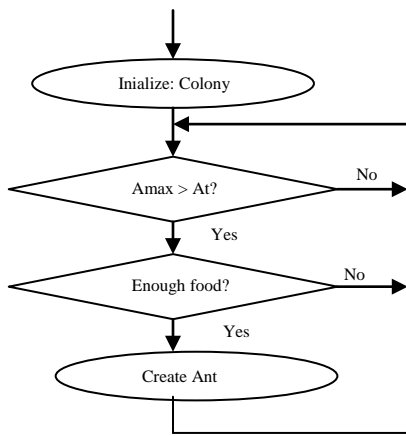 Inialize: Colony
Amax > At?
No
Yes
Enough food?
No
Yes
Create Ant